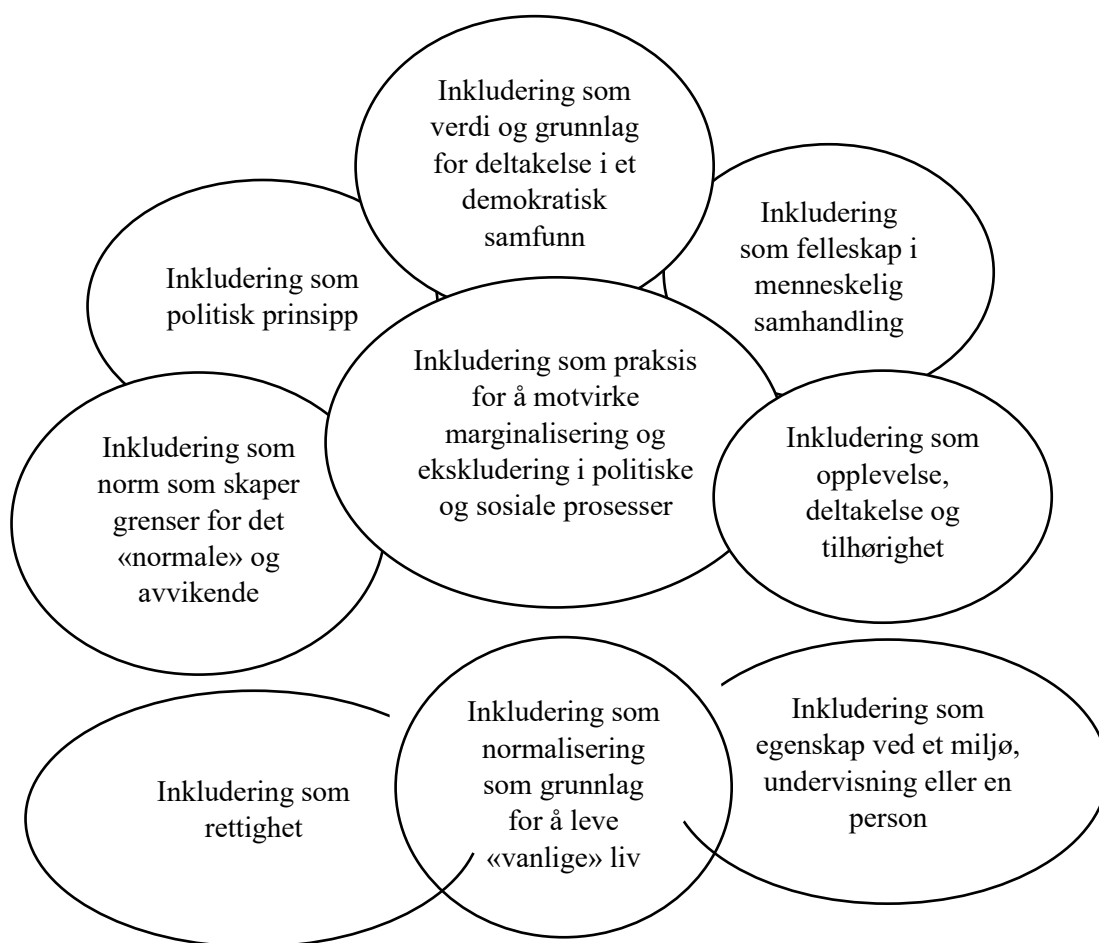 Inkludering som
verdi og grunnlag
for deltakelse i et
demokratisk
samfunn
Inkludering
som felleskap i
menneskelig
samhandling
Inkludering som
politisk prinsipp
Inkludering som praksis
for å motvirke
marginalisering og
ekskludering i politiske
og sosiale prosesser
Inkludering som
norm som skaper
grenser for det
«normale» og
avvikende
Inkludering som
opplevelse,
deltakelse og
tilhørighet
Inkludering som
rettighet
Inkludering som
normalisering
som grunnlag
for å leve
«vanlige» liv
Inkludering som
egenskap ved et miljø,
undervisning eller en
person